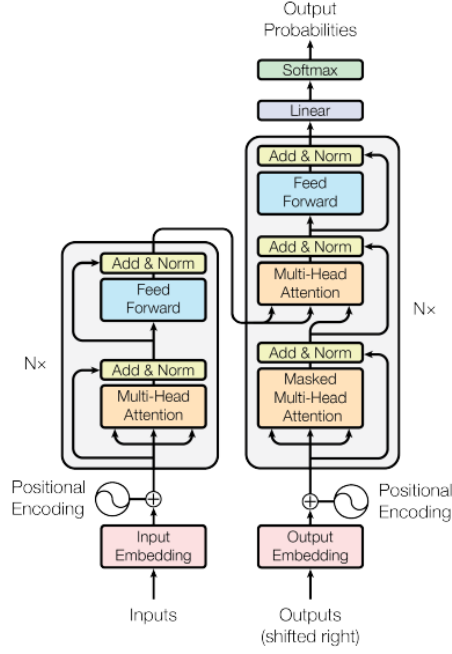 Output
Probabilities
Softmax
Linear
Add & Norm
Feed
Forward
Add & Norm
Multi-Head
Attention
Nx
Add & Norm
Masked
Multi-Head
Attention
Add & Norm
Feed
Forward
Nx
Add & Norm
Multi-Head
Attention
Positional
Encoding
Positional
Encoding
Input
Embedding
Output
Embedding
Inputs
Outputs
(shifted right)